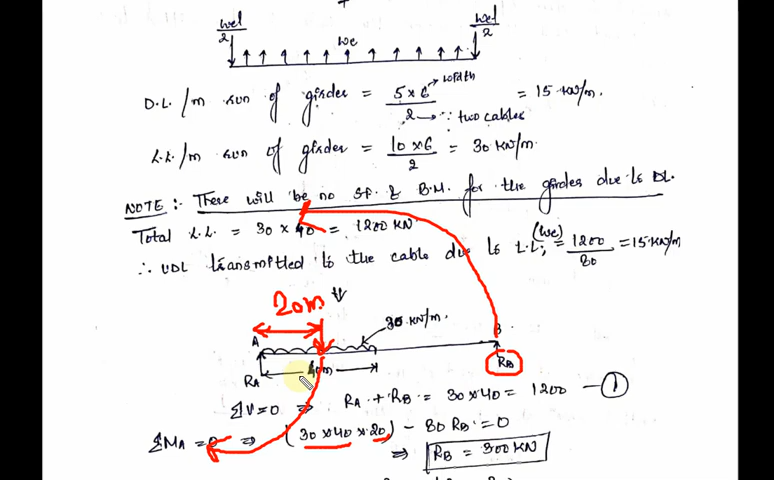 wel/2 wel/2
we
D.L./m run of girder = 5×6/2 → width = 15 kN/m.
→ ∵ two cables
L.L./m run of girder = 10×6/2 = 30 kN/m.
NOTE:- There will be no S.F. & B.M. for the girder due to DL.
Total L.L. = 30 × 40 = 1200 KN
∴ UDL transmitted to the cable due to L.L; (we) = 1200/80 = 15 kN/m
20m
30 kN/m.
A B
RA 40m RB
ΣV=0 ⇒ RA + RB = 30×40 = 1200 — ①
ΣMA = 0 ⇒ (30×40×20) - 80 RB = 0
⇒ RB = 300 KN